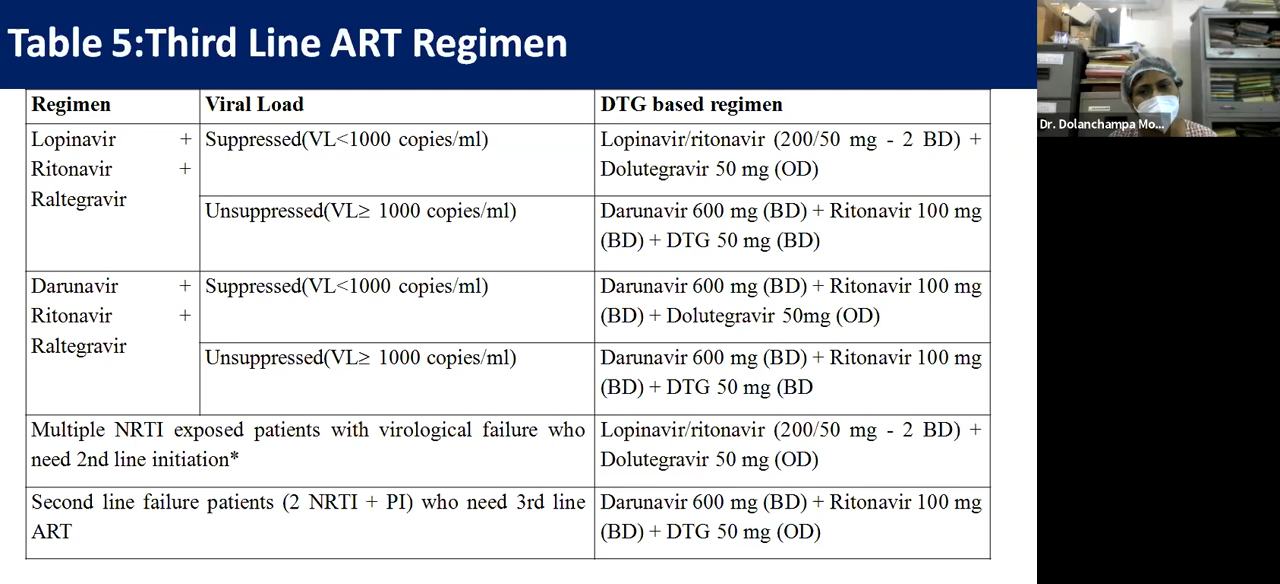 Table 5:Third Line ART Regimen
Regimen
Viral Load
DTG based regimen
Lopinavir +
Ritonavir +
Raltegravir
Suppressed(VL<1000 copies/ml)
Lopinavir/ritonavir (200/50 mg - 2 BD) +
Dolutegravir 50 mg (OD)
Unsuppressed(VL≥ 1000 copies/ml)
Darunavir 600 mg (BD) + Ritonavir 100 mg
(BD) + DTG 50 mg (BD)
Darunavir +
Ritonavir +
Raltegravir
Suppressed(VL<1000 copies/ml)
Darunavir 600 mg (BD) + Ritonavir 100 mg
(BD) + Dolutegravir 50mg (OD)
Unsuppressed(VL≥ 1000 copies/ml)
Darunavir 600 mg (BD) + Ritonavir 100 mg
(BD) + DTG 50 mg (BD
Multiple NRTI exposed patients with virological failure who
need 2nd line initiation*
Lopinavir/ritonavir (200/50 mg - 2 BD) +
Dolutegravir 50 mg (OD)
Second line failure patients (2 NRTI + PI) who need 3rd line
ART
Darunavir 600 mg (BD) + Ritonavir 100 mg
(BD) + DTG 50 mg (OD)
Dr. Dolanchampa Mo...